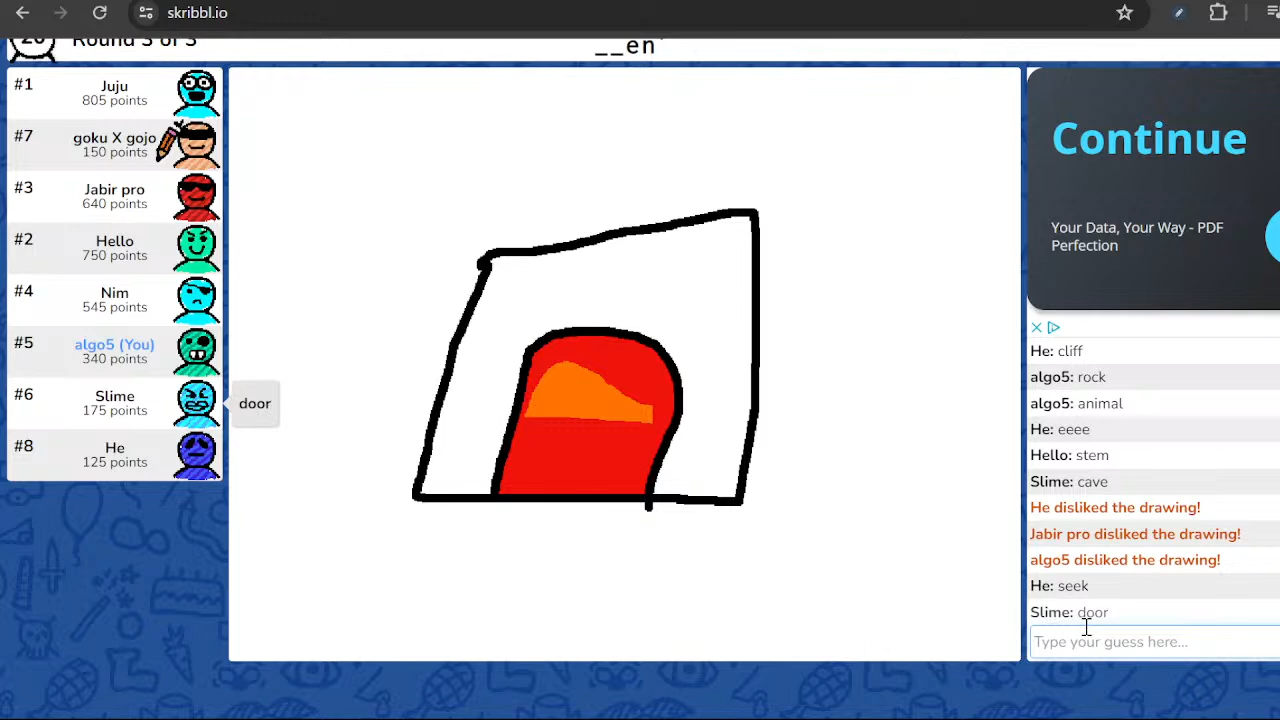 skribl.io
Round 3 of 3
__en
#1
Juju
805 points
#7
goku X gojo
150 points
#3
Jabir pro
640 points
#2
Hello
750 points
#4
Nim
545 points
#5
algo5 (You)
340 points
#6
Slime
175 points
#8
He
125 points
door
Continue
Your Data, Your Way - PDF
Perfection
He: cliff
algo5: rock
algo5: animal
He: eeee
Hello: stem
Slime: cave
He disliked the drawing!
Jabir pro disliked the drawing!
algo5 disliked the drawing!
He: seek
Slime: door
Type your guess here...